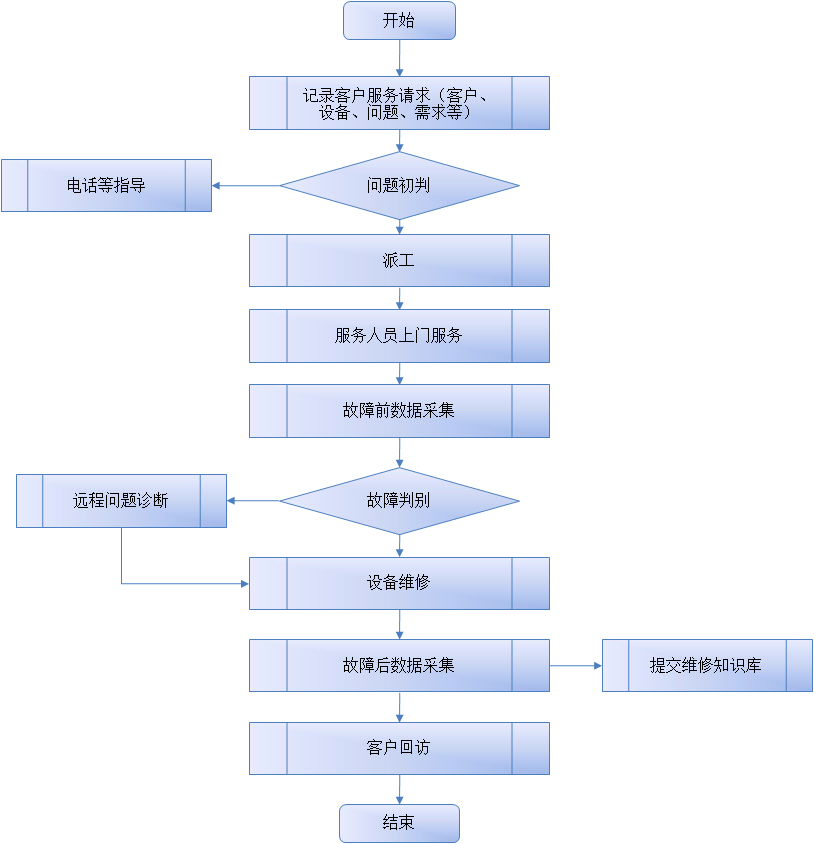 开始
记录客户服务请求（客户、
设备、问题、需求等）
电话等指导
问题初判
派工
服务人员上门服务
故障前数据采集
远程问题诊断
故障判别
设备维修
故障后数据采集
提交维修知识库
客户回访
结束